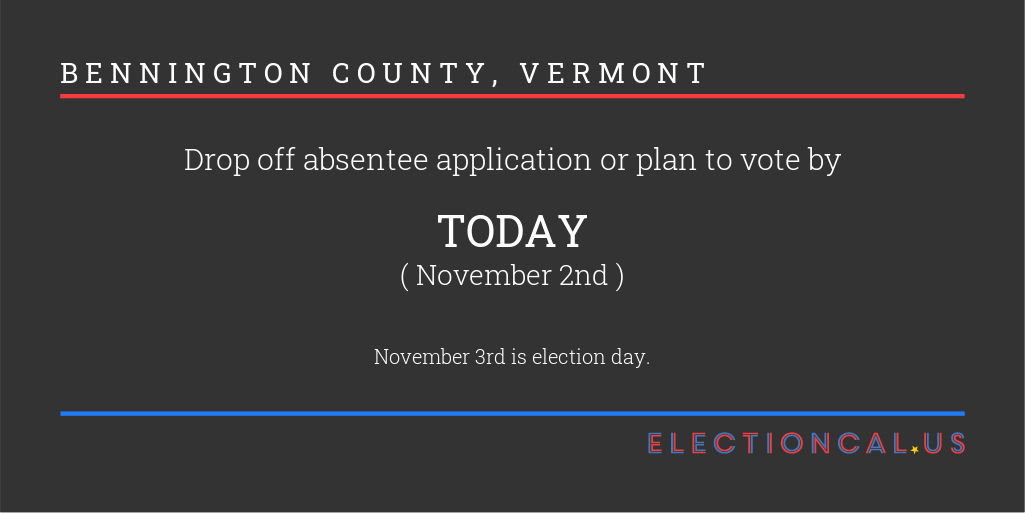 BENNINGTON COUNTY, VERMONT
Drop off absentee application or plan to vote by
TODAY
( November 2nd )
November 3rd is election day.
ELECTIONCAL.US